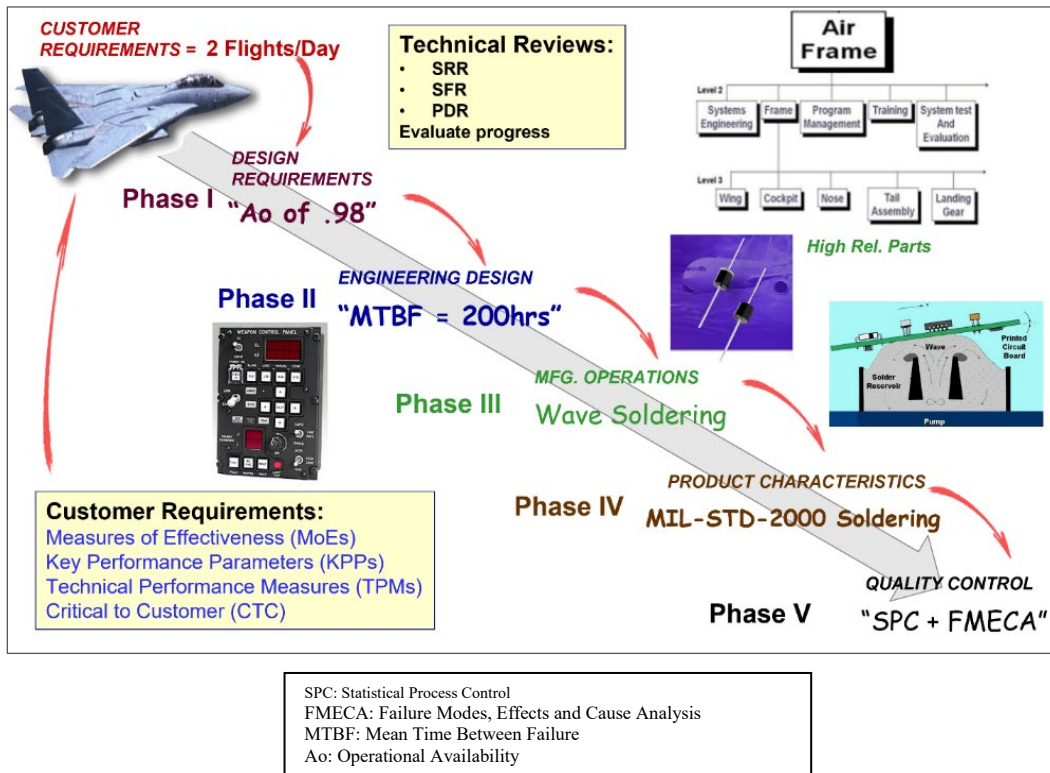 CUSTOMER
REQUIREMENTS = 2 Flights/Day
Technical Reviews:
• SRR
• SFR
• PDR
Evaluate progress
Air
Frame
Level 2
Systems
Engineering
Frame
Program
Management
Training
System test
And
Evaluation
Level 3
Wing
Cockpit
Nose
Tail
Assembly
Landing
Gear
DESIGN
REQUIREMENTS
Phase I
“Ao of .98”
High Rel. Parts
ENGINEERING DESIGN
Phase II
“MTBF = 200hrs”
WEAPON CONTROL PANEL
Wave
Printed
Circuit
Board
Solder
Reservoir
Pump
MFG. OPERATIONS
Phase III
Wave Soldering
PRODUCT CHARACTERISTICS
Phase IV
MIL-STD-2000 Soldering
Customer Requirements:
Measures of Effectiveness (MoEs)
Key Performance Parameters (KPPs)
Technical Performance Measures (TPMs)
Critical to Customer (CTC)
QUALITY CONTROL
Phase V
“SPC + FMECA”
SPC: Statistical Process Control
FMECA: Failure Modes, Effects and Cause Analysis
MTBF: Mean Time Between Failure
Ao: Operational Availability